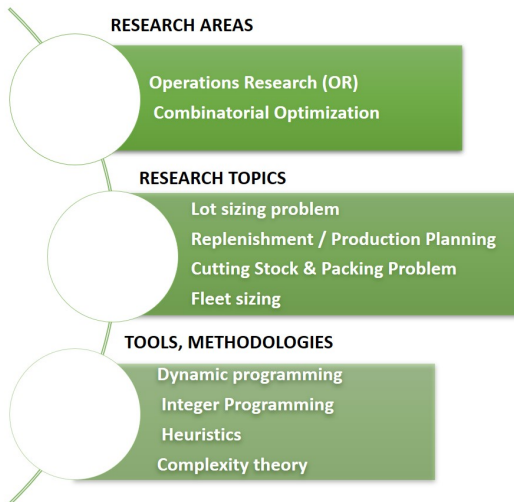 RESEARCH AREAS
Operations Research (OR)
Combinatorial Optimization
RESEARCH TOPICS
Lot sizing problem
Replenishment / Production Planning
Cutting Stock & Packing Problem
Fleet sizing
TOOLS, METHODOLOGIES
Dynamic programming
Integer Programming
Heuristics
Complexity theory